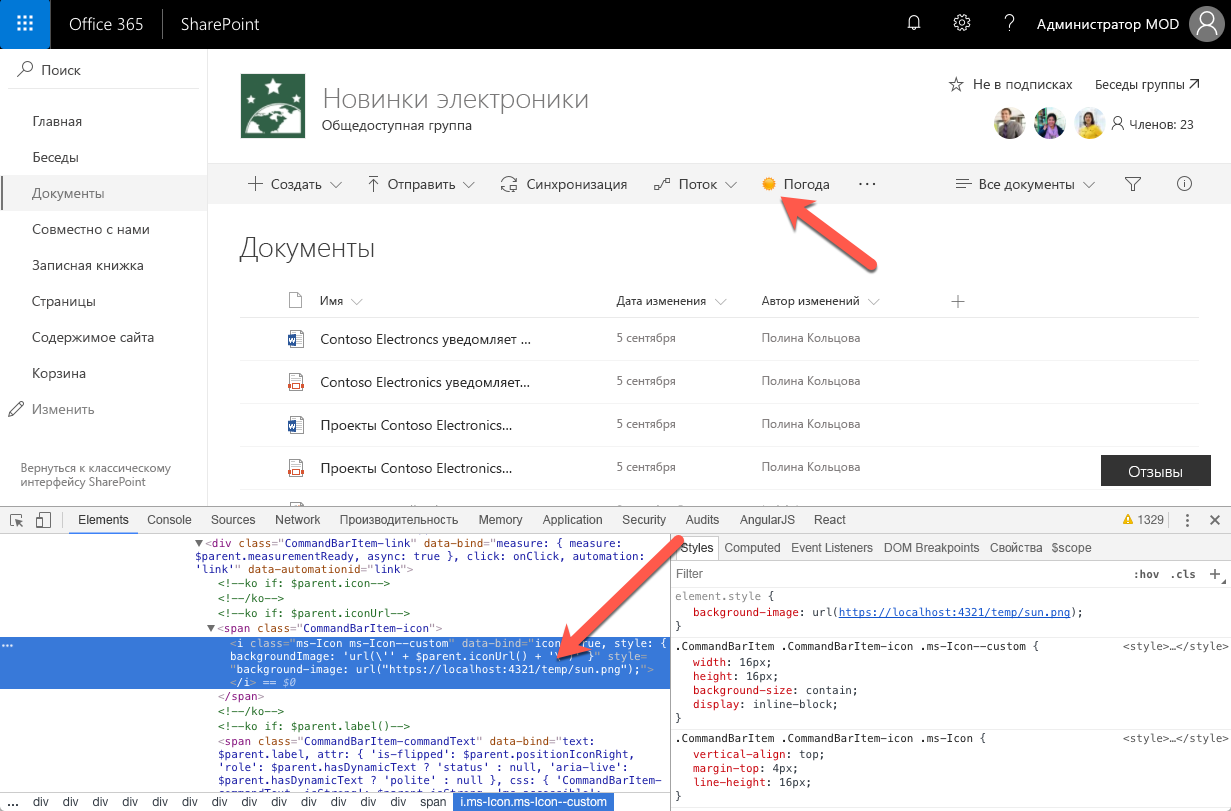 Office 365 SharePoint Администратор MOD
Поиск
Главная
Беседы
Документы
Совместно с нами
Записная книжка
Страницы
Содержимое сайта
Корзина
Изменить
Вернуться к классическому
интерфейсу SharePoint
Новинки электроники
Общедоступная группа
Не в подписках Беседы группы
Членов: 23
Создать Отправить Синхронизация Поток Погода ··· Все документы
Документы
Имя Дата изменения Автор изменений
Contoso Electroncs уведомляет ... 5 сентября Полина Кольцова
Contoso Electronics уведомляет... 5 сентября Полина Кольцова
Проекты Contoso Electronics... 5 сентября Полина Кольцова
Проекты Contoso Electronics... 5 сентября Полина Кольцова
Отзывы
Elements Console Sources Network Производительность Memory Application Security Audits AngularJS React 1329
<div class="CommandBarItem-link" data-bind="measure: { measure:
$parent.measurementReady, async: true }, click: onClick, automation:
'link'" data-automationid="link">
<!--ko if: $parent.icon-->
<!--/ko-->
<!--ko if: $parent.iconUrl-->
<span class="CommandBarItem-icon">
<i class="ms-Icon ms-Icon--custom" data-bind="icon: true, style: {
backgroundImage: 'url(\'' + $parent.iconUrl() + '\')' }" style=
"background-image: url("https://localhost:4321/temp/sun.png");">
</i> == $0
</span>
<!--/ko-->
<!--ko if: $parent.label()-->
<span class="CommandBarItem-commandText" data-bind="text:
$parent.label, attr: { 'is-flipped': $parent.positionIconRight,
'role': $parent.hasDynamicText ? 'status' : null, 'aria-live':
$parent.hasDynamicText ? 'polite' : null }, css: { 'CommandBarItem-
... div div div div div div div div div div div div div span i.ms-Icon.ms-Icon--custom
Styles Computed Event Listeners DOM Breakpoints Свойства $scope
Filter :hov .cls +
element.style {
background-image: url(https://localhost:4321/temp/sun.png);
}
.CommandBarItem .CommandBarItem-icon .ms-Icon--custom { <style>…</style>
width: 16px;
height: 16px;
background-size: contain;
display: inline-block;
}
.CommandBarItem .CommandBarItem-icon .ms-Icon { <style>…</style>
vertical-align: top;
margin-top: 4px;
line-height: 16px;
}